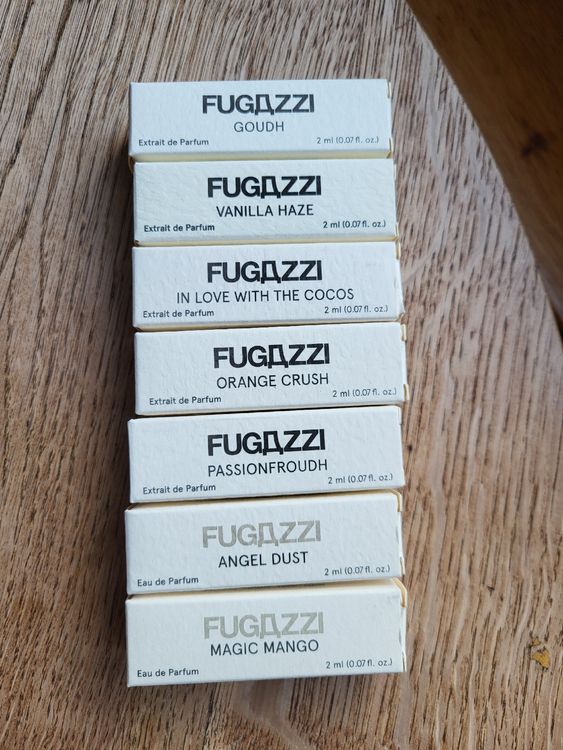 FUGAZZI
GOUDH
Extrait de Parfum 2 ml (0.07 fl. oz.)
FUGAZZI
VANILLA HAZE
Extrait de Parfum 2 ml (0.07 fl. oz.)
FUGAZZI
IN LOVE WITH THE COCOS
Extrait de Parfum 2 ml (0.07 fl. oz.)
FUGAZZI
ORANGE CRUSH
Extrait de Parfum 2 ml (0.07 fl. oz.)
FUGAZZI
PASSIONFROUDH
Extrait de Parfum 2 ml (0.07 fl. oz.)
FUGAZZI
ANGEL DUST
Eau de Parfum 2 ml (0.07 fl. oz.)
FUGAZZI
MAGIC MANGO
Eau de Parfum 2 ml (0.07 fl. oz.)